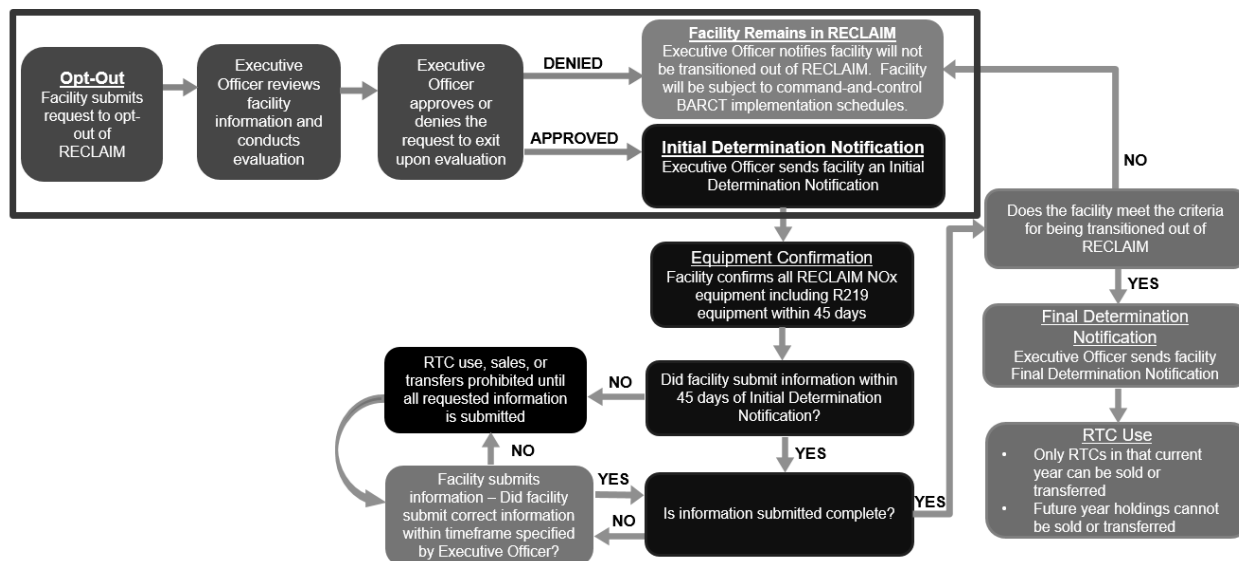 Opt-Out
Facility submits
request to opt-
out of
RECLAIM
Executive
Officer reviews
facility
information and
conducts
evaluation
Executive
Officer
approves or
denies the
request to exit
upon evaluation
DENIED
APPROVED
Facility Remains in RECLAIM
Executive Officer notifies facility will not
be transitioned out of RECLAIM.  Facility
will be subject to command-and-control
BARCT implementation schedules.
Initial Determination Notification
Executive Officer sends facility an Initial
Determination Notification
NO
Does the facility meet the criteria
for being transitioned out of
RECLAIM
Equipment Confirmation
Facility confirms all RECLAIM NOx
equipment including R219
equipment within 45 days
YES
Final Determination
Notification
Executive Officer sends facility
Final Determination Notification
RTC use, sales, or
transfers prohibited until
all requested information
is submitted
NO
Did facility submit information within
45 days of Initial Determination
Notification?
YES
NO
Facility submits
information – Did facility
submit correct information
within timeframe specified
by Executive Officer?
YES
NO
Is information submitted complete?
YES
RTC Use
• Only RTCs in that current
year can be sold or
transferred
• Future year holdings cannot
be sold or transferred